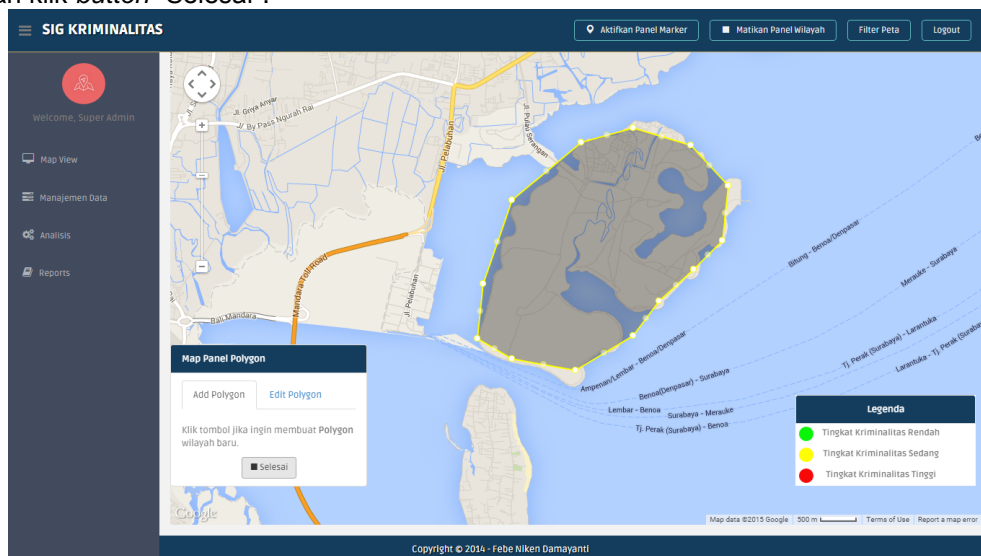 an klik button "Selesai".
SIG KRIMINALITAS
Aktifkan Panel Marker
Matikan Panel Wilayah
Filter Peta
Logout
Welcome, Super Admin
Map View
Manajemen Data
Analisis
Reports
Jl. Griya Anyar
Jl. By Pass Ngurah Rai
Jl. Pelabuhan
Jl. Pulau Serangan
Mandara Toll Road
Jl. Pelabuhan
Bali Mandara
Bitung - Benoa/Denpasar
Merauke - Surabaya
Tj. Perak (Surabaya) - Larantuka
Larantuka - Tj. Perak (Surabay
Ampenan/Lembar - Benoa/Denpasar
Benoa(Denpasar) - Surabaya
Lembar - Benoa
Surabaya - Merauke
Tj. Perak (Surabaya) - Benoa
Map Panel Polygon
Add Polygon
Edit Polygon
Klik tombol jika ingin membuat Polygon
wilayah baru.
Selesai
Legenda
Tingkat Kriminalitas Rendah
Tingkat Kriminalitas Sedang
Tingkat Kriminalitas Tinggi
Google
Map data ©2015 Google
500 m
Terms of Use
Report a map error
Copyright © 2014 - Febe Niken Damayanti